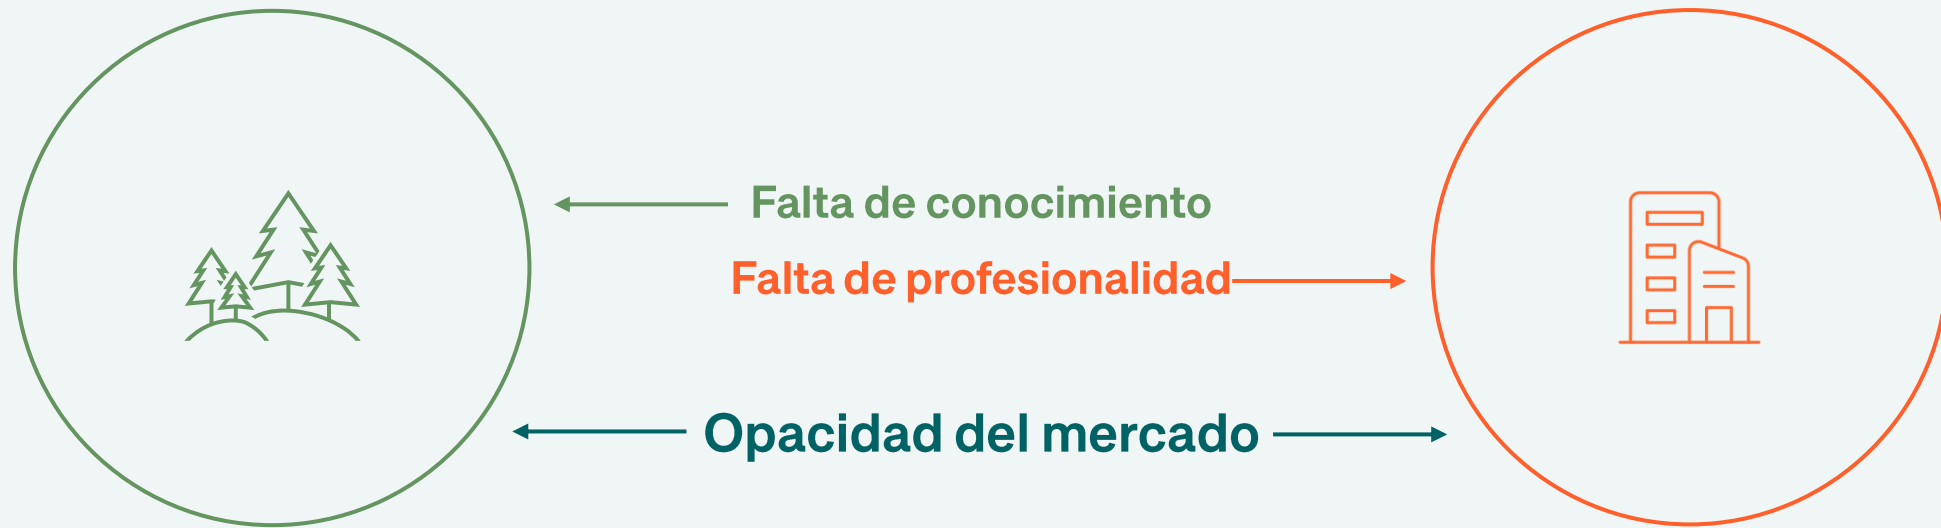 Falta de conocimiento
Falta de profesionalidad
Opacidad del mercado